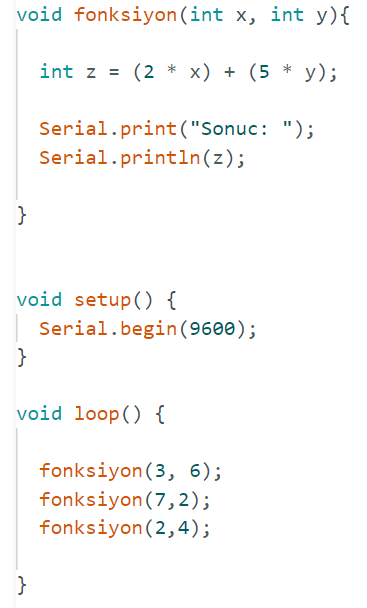 void fonksiyon(int x, int y){
int z = (2 * x) + (5 * y);
Serial.print("Sonuc: ");
Serial.println(z);
}
void setup() {
Serial.begin(9600);
}
void loop() {
fonksiyon(3, 6);
fonksiyon(7,2);
fonksiyon(2,4);
}